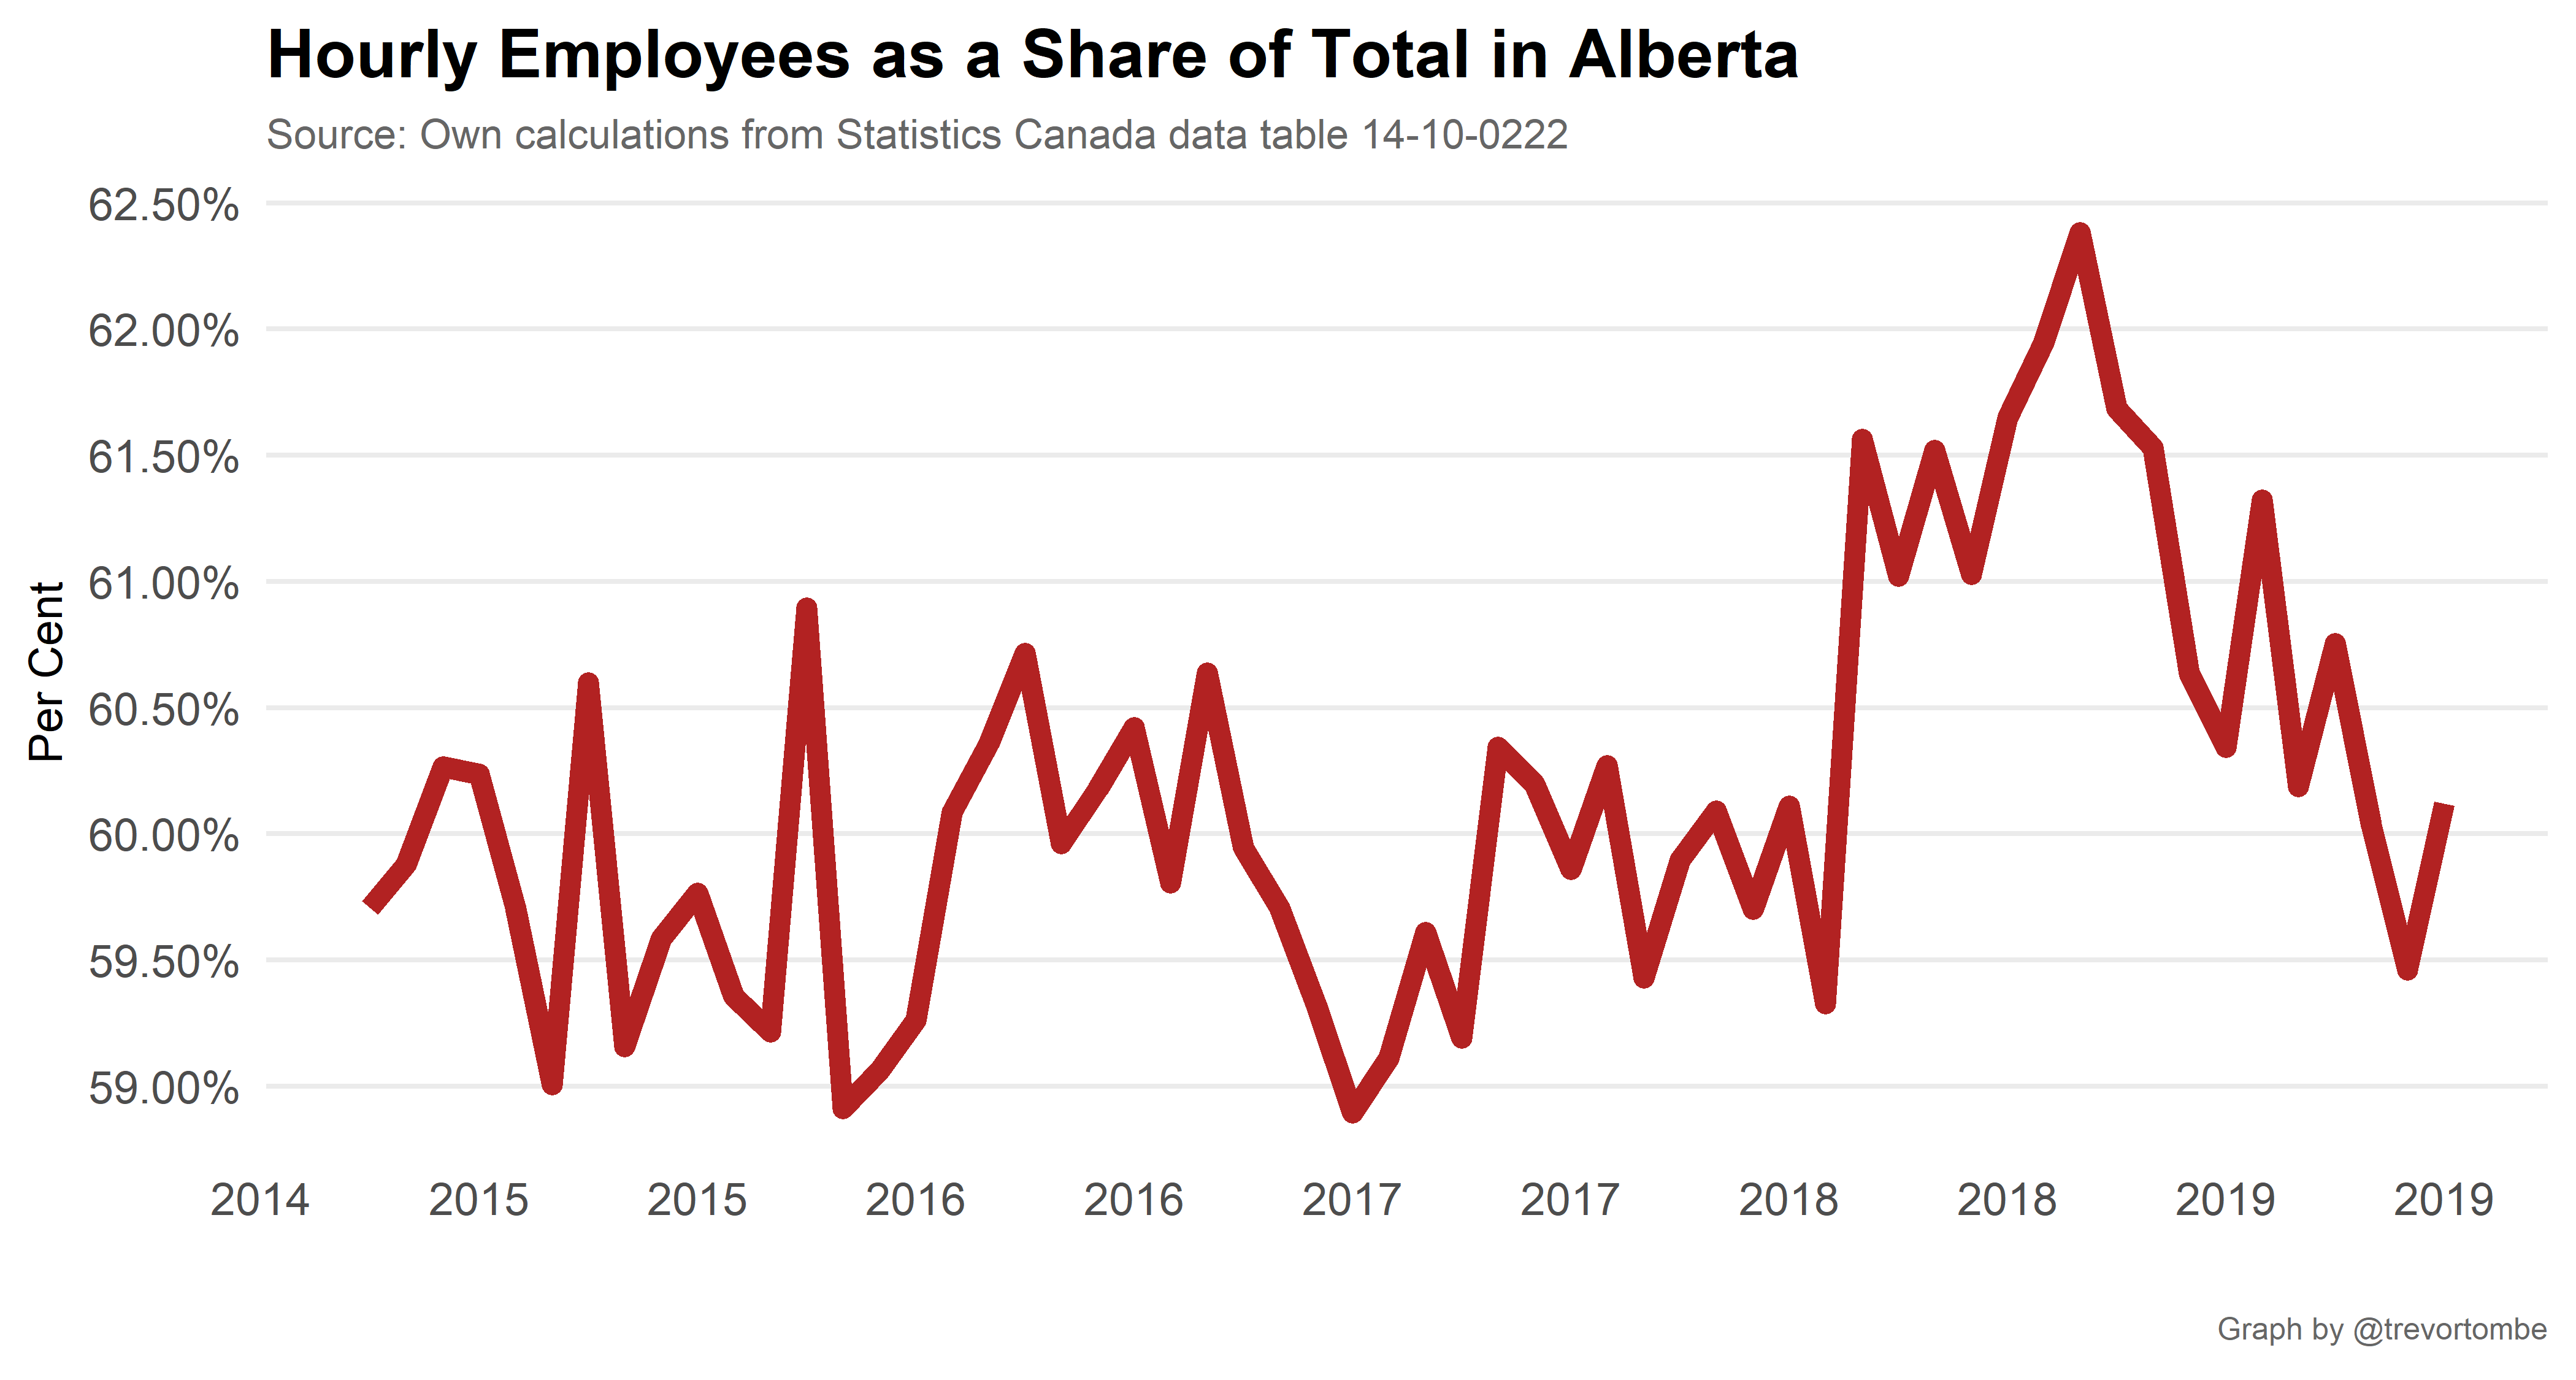 Hourly Employees as a Share of Total in Alberta
Source: Own calculations from Statistics Canada data table 14-10-0222
Per Cent
62.50%
62.00%
61.50%
61.00%
60.50%
60.00%
59.50%
59.00%
2014 2015 2015 2016 2016 2017 2017 2018 2018 2019 2019
Graph by @trevortombe